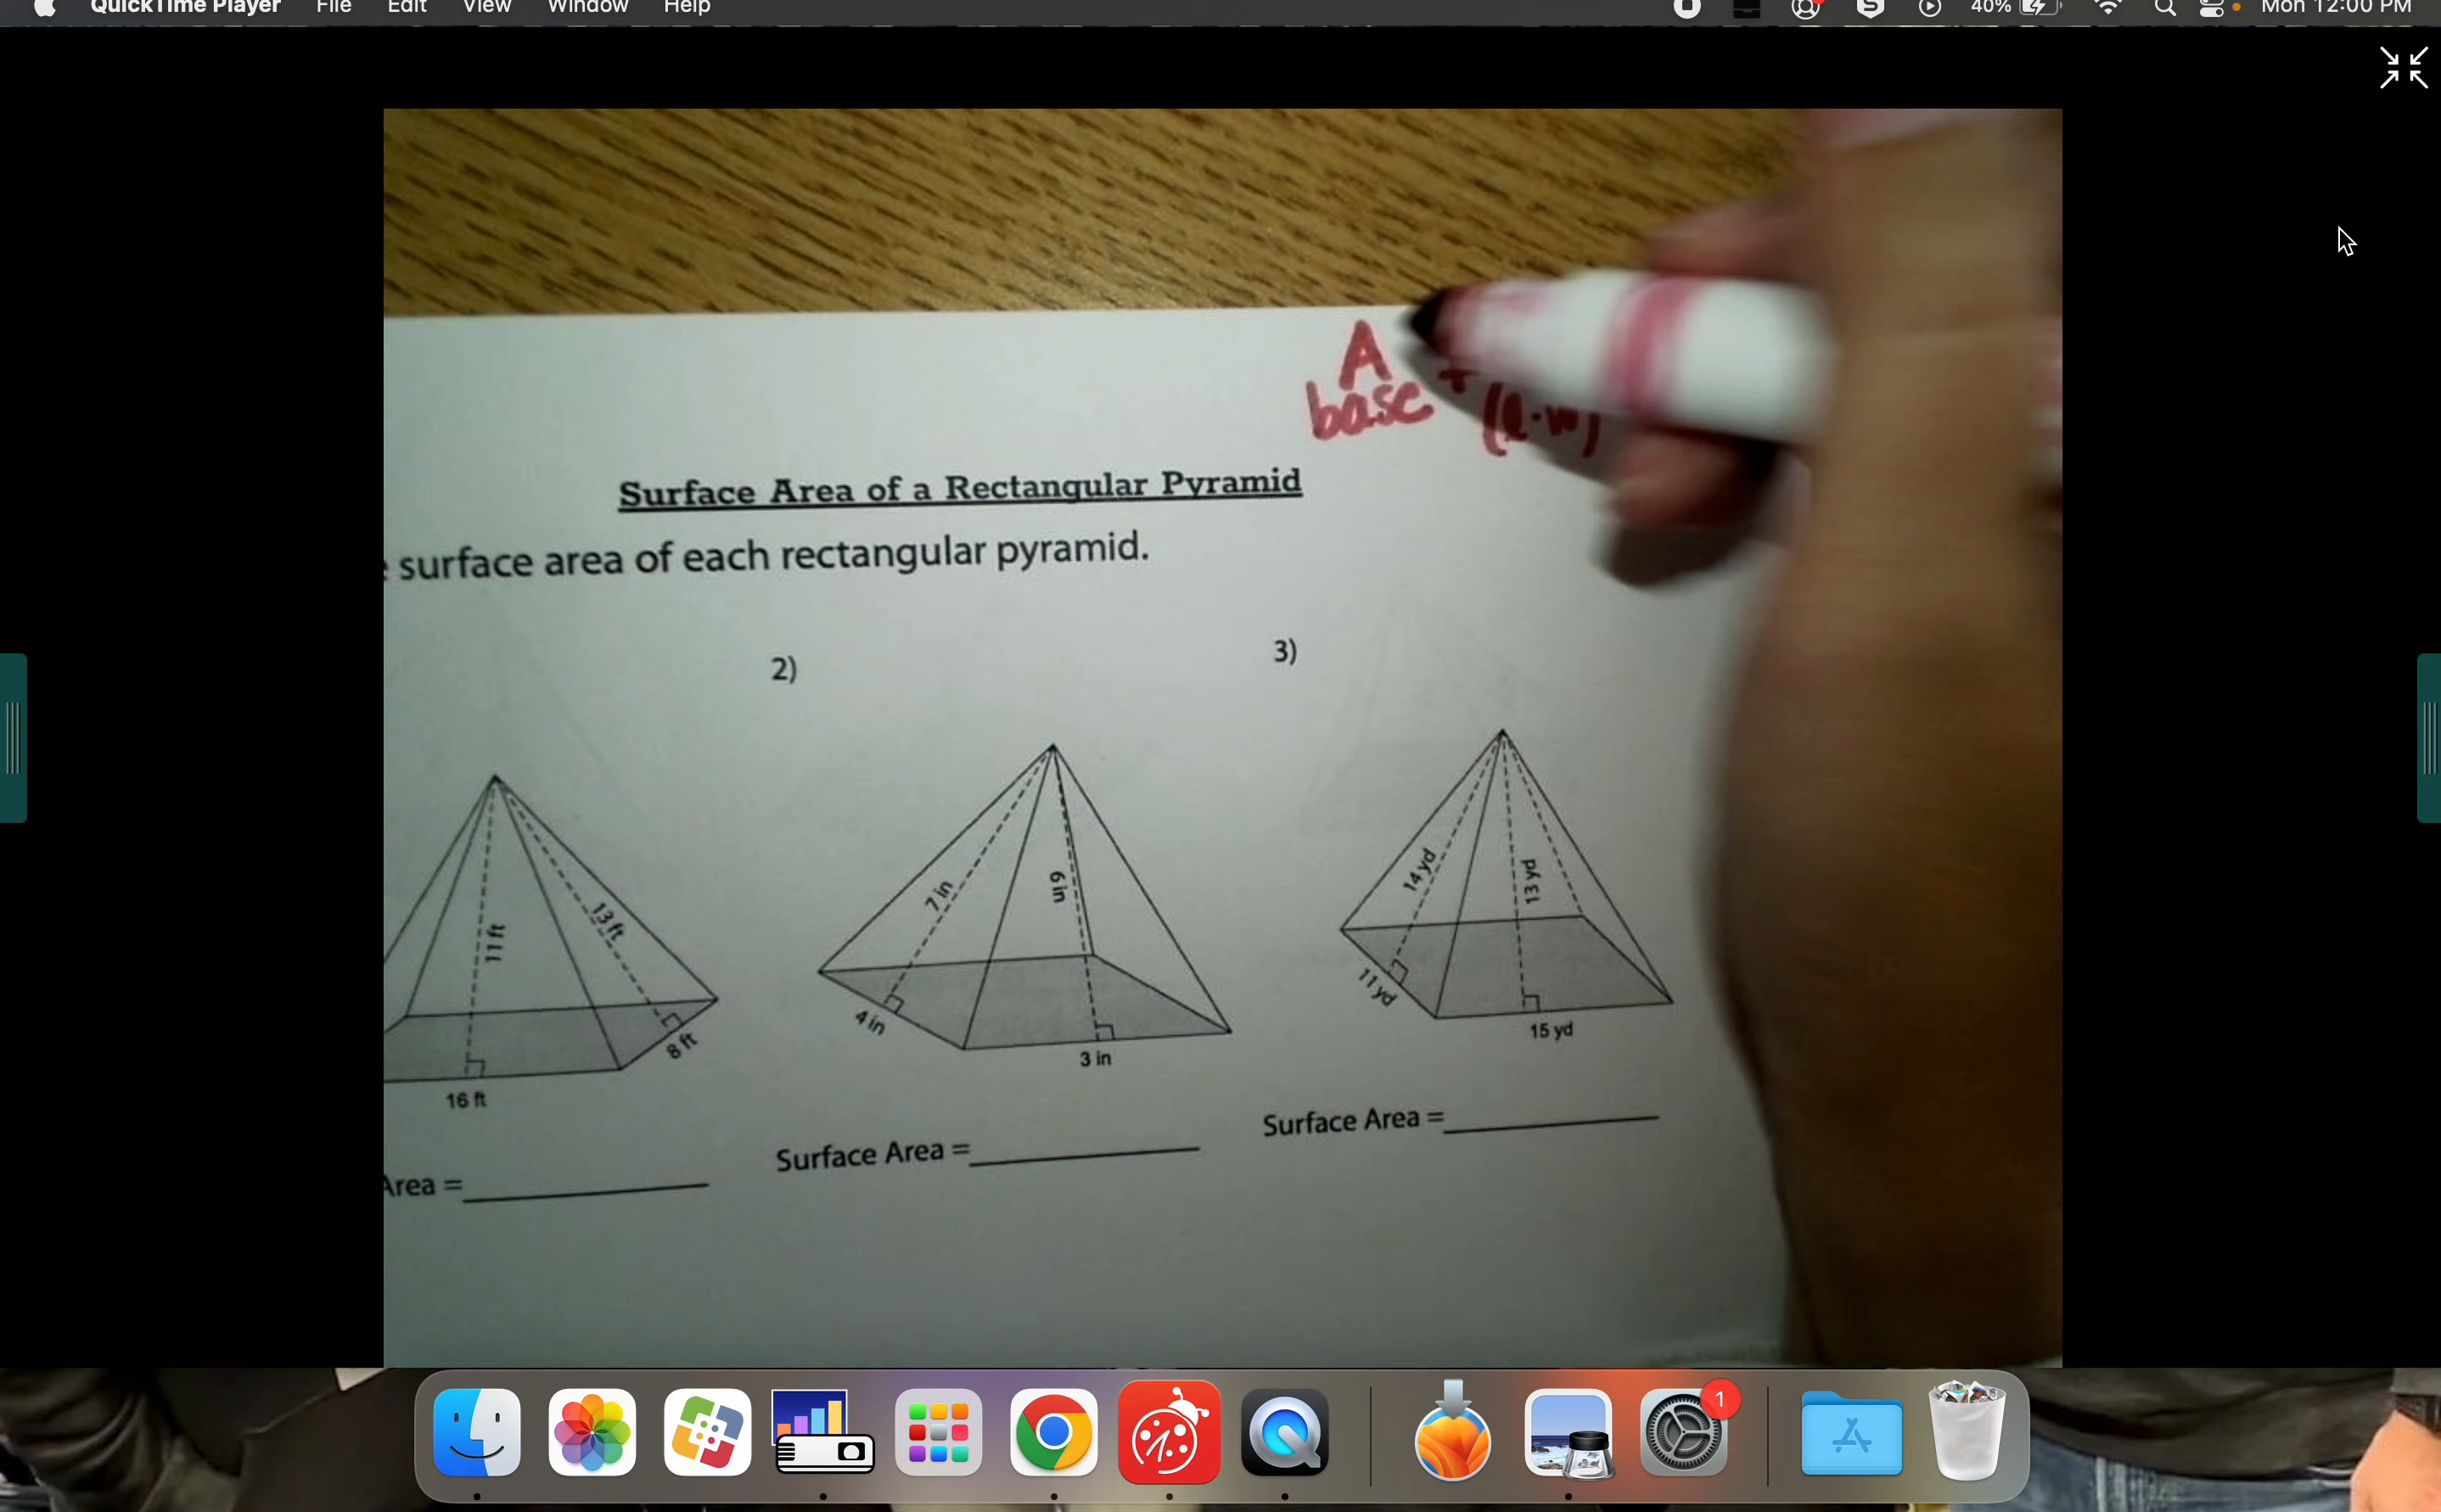 QuickTime Player File Edit View Window Help 40% Mon 12:00 PM
A
base + (l·w)
Surface Area of a Rectangular Pyramid
surface area of each rectangular pyramid.
2)
3)
11 ft
13 ft
8 ft
16 ft
7 in
6 in
4 in
3 in
14 yd
13 yd
11 yd
15 yd
Area =
Surface Area =
Surface Area =
1